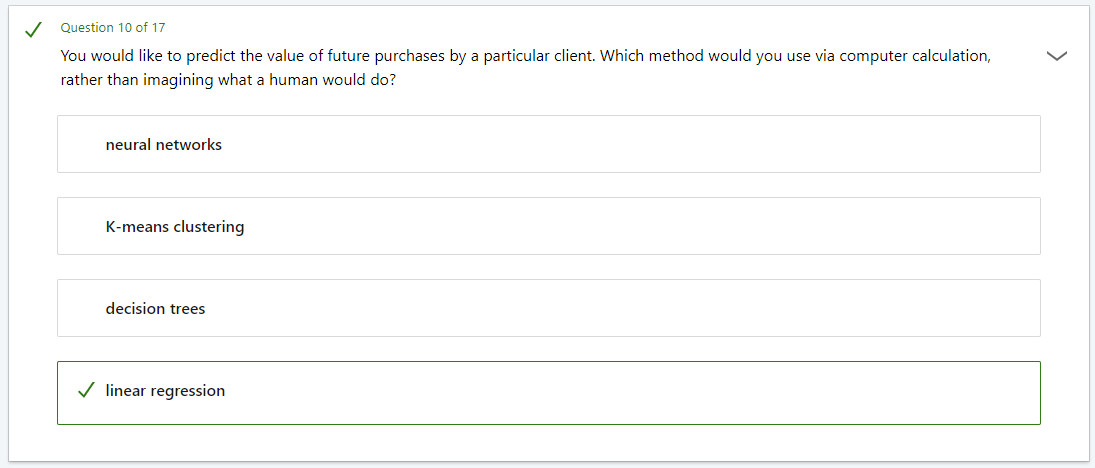 Question 10 of 17
You would like to predict the value of future purchases by a particular client. Which method would you use via computer calculation,
rather than imagining what a human would do?
neural networks
K-means clustering
decision trees
linear regression